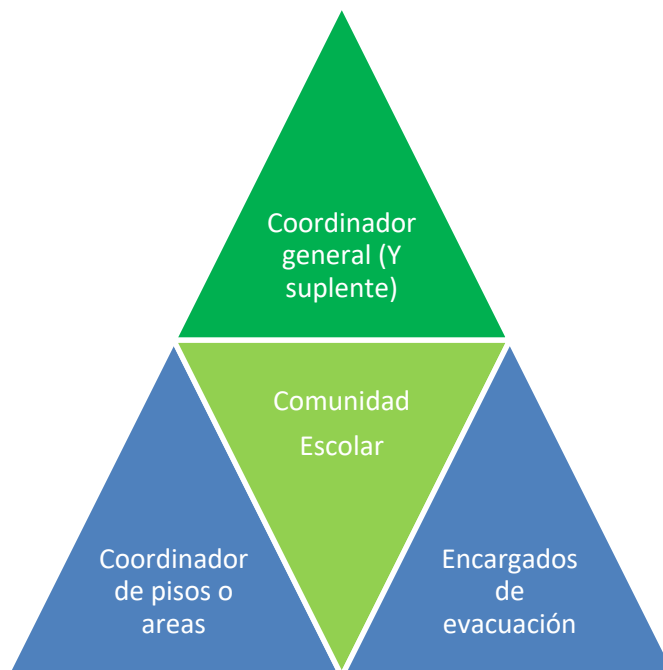 Coordinador
general (Y
suplente)
Comunidad
Escolar
Coordinador
de pisos o
areas
Encargados
de
evacuación